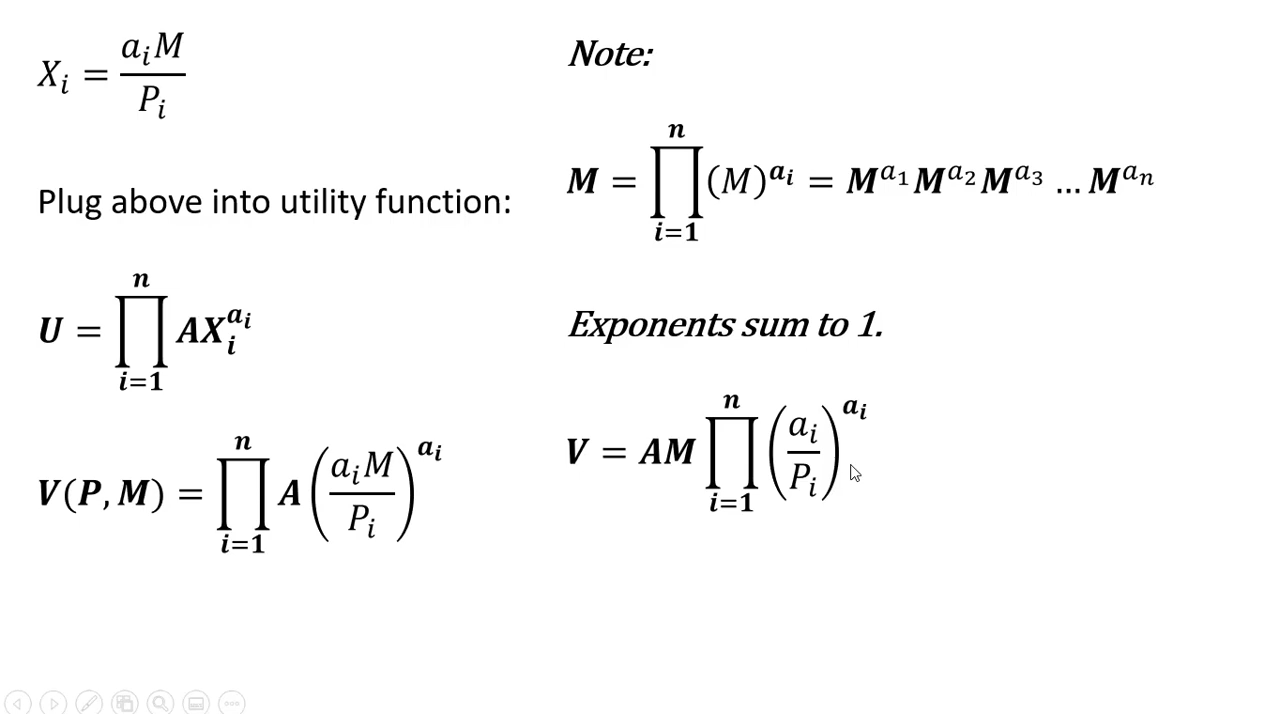 X_i = a_i M / P_i
Plug above into utility function:
U = ∏_{i=1}^{n} A X_i^{a_i}
V(P, M) = ∏_{i=1}^{n} A (a_i M / P_i)^{a_i}
Note:
M = ∏_{i=1}^{n} (M)^{a_i} = M^{a_1} M^{a_2} M^{a_3} … M^{a_n}
Exponents sum to 1.
V = AM ∏_{i=1}^{n} (a_i / P_i)^{a_i}